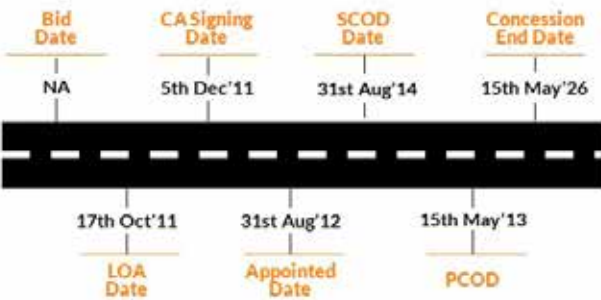 Bid
Date
CA Signing
Date
SCOD
Date
Concession
End Date
NA
5th Dec'11
31st Aug'14
15th May'26
17th Oct'11
31st Aug'12
15th May'13
LOA
Date
Appointed
Date
PCOD